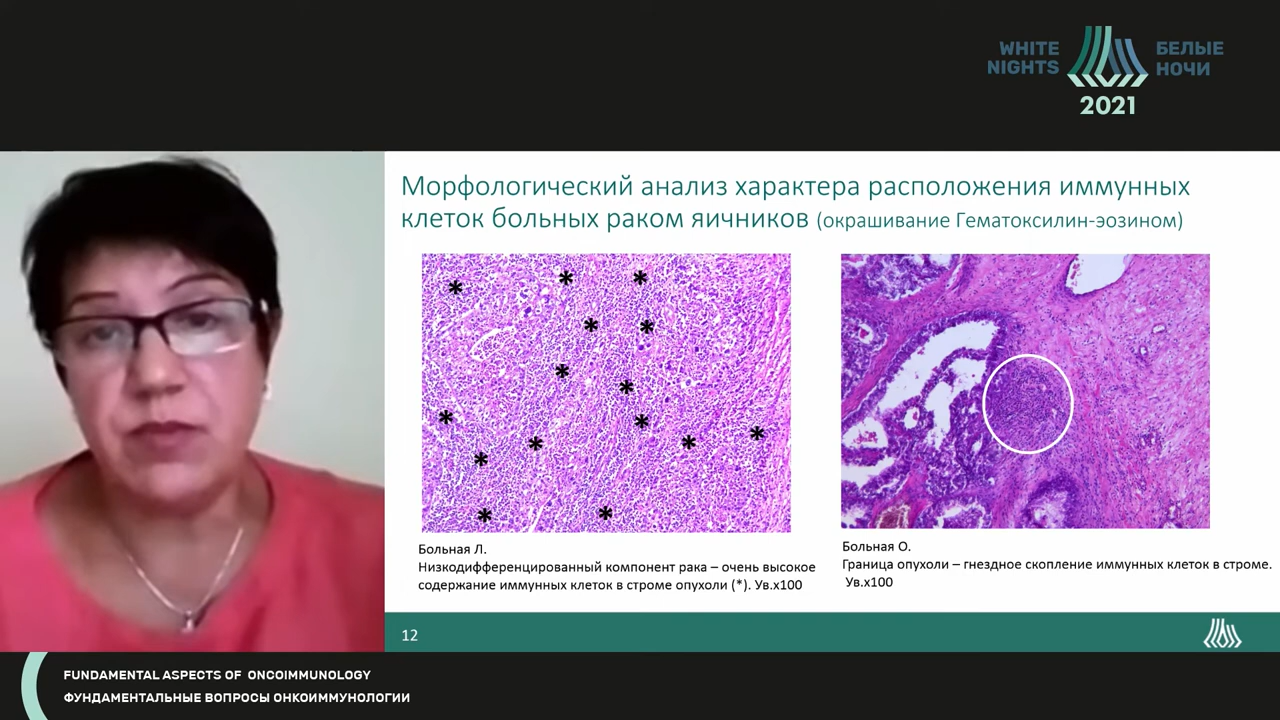 WHITE NIGHTS
БЕЛЫЕ НОЧИ
2021
Морфологический анализ характера расположения иммунных
клеток больных раком яичников (окрашивание Гематоксилин-эозином)
Больная Л.
Низкодифференцированный компонент рака – очень высокое
содержание иммунных клеток в строме опухоли (*). Ув.х100
Больная О.
Граница опухоли – гнездное скопление иммунных клеток в строме.
Ув.х100
12
FUNDAMENTAL ASPECTS OF ONCOIMMUNOLOGY
ФУНДАМЕНТАЛЬНЫЕ ВОПРОСЫ ОНКОИММУНОЛОГИИ